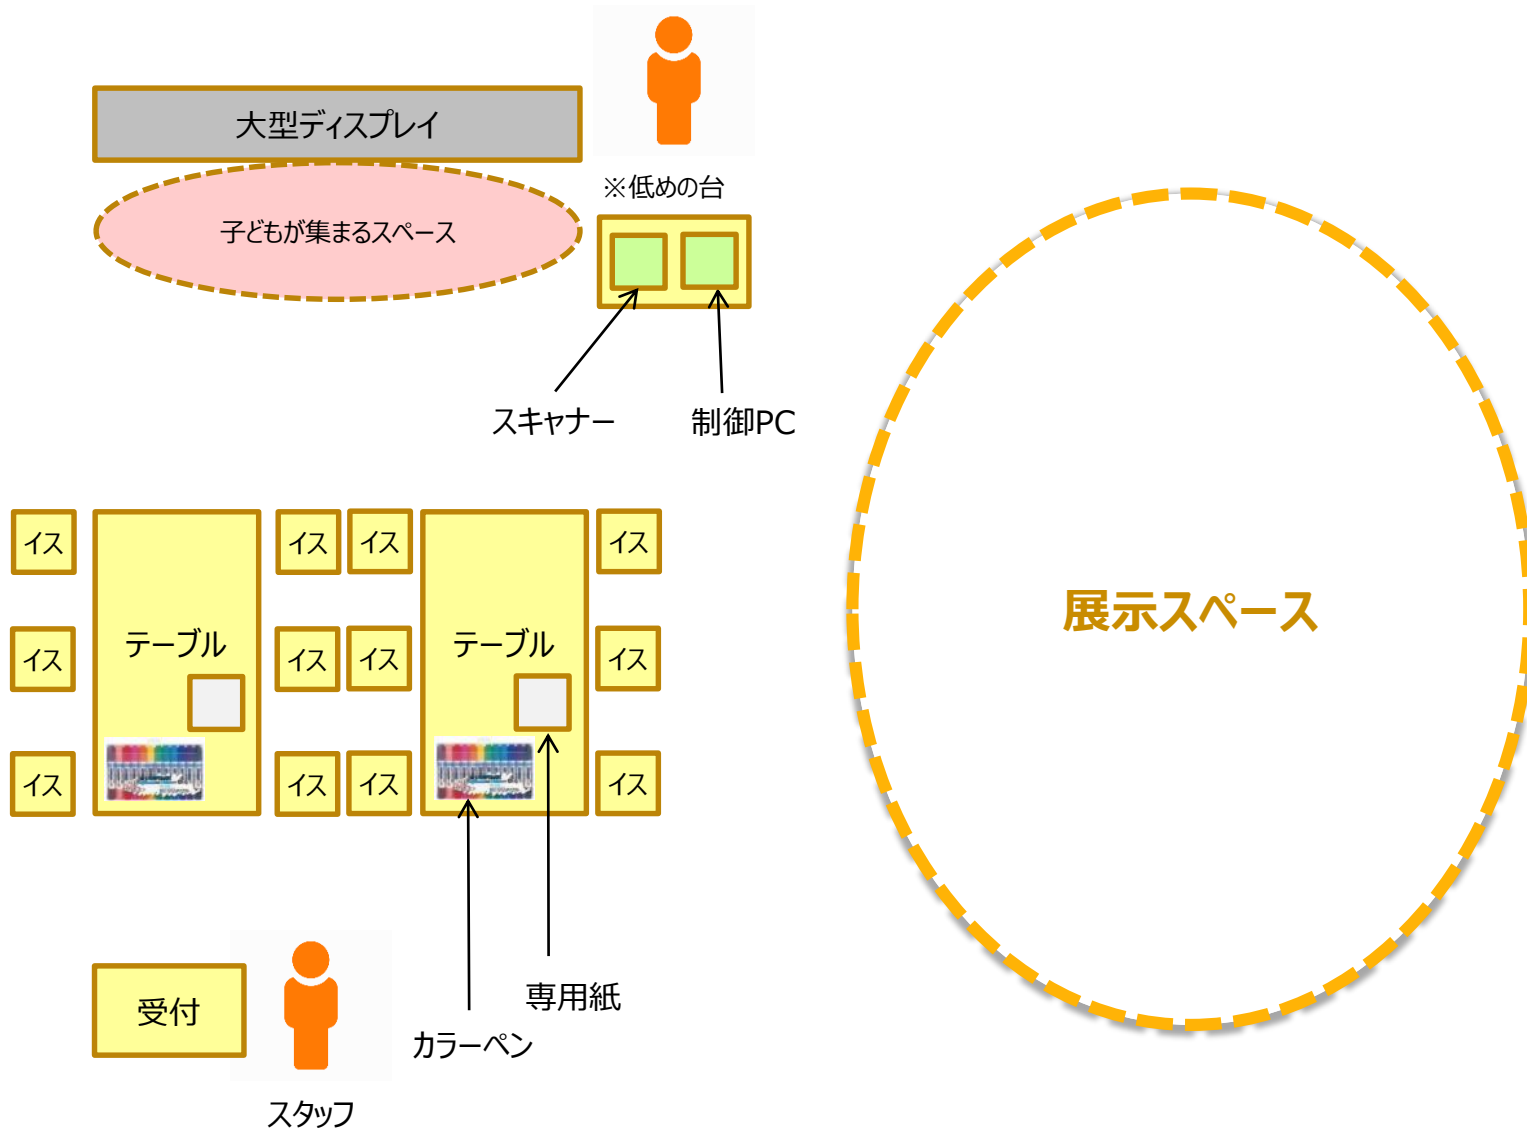 大型ディスプレイ
子どもが集まるスペース
※低めの台
スキャナー
制御PC
イス
テーブル
イス
イス
テーブル
イス
イス
イス
イス
イス
イス
イス
イス
イス
展示スペース
受付
スタッフ
カラーペン
専用紙